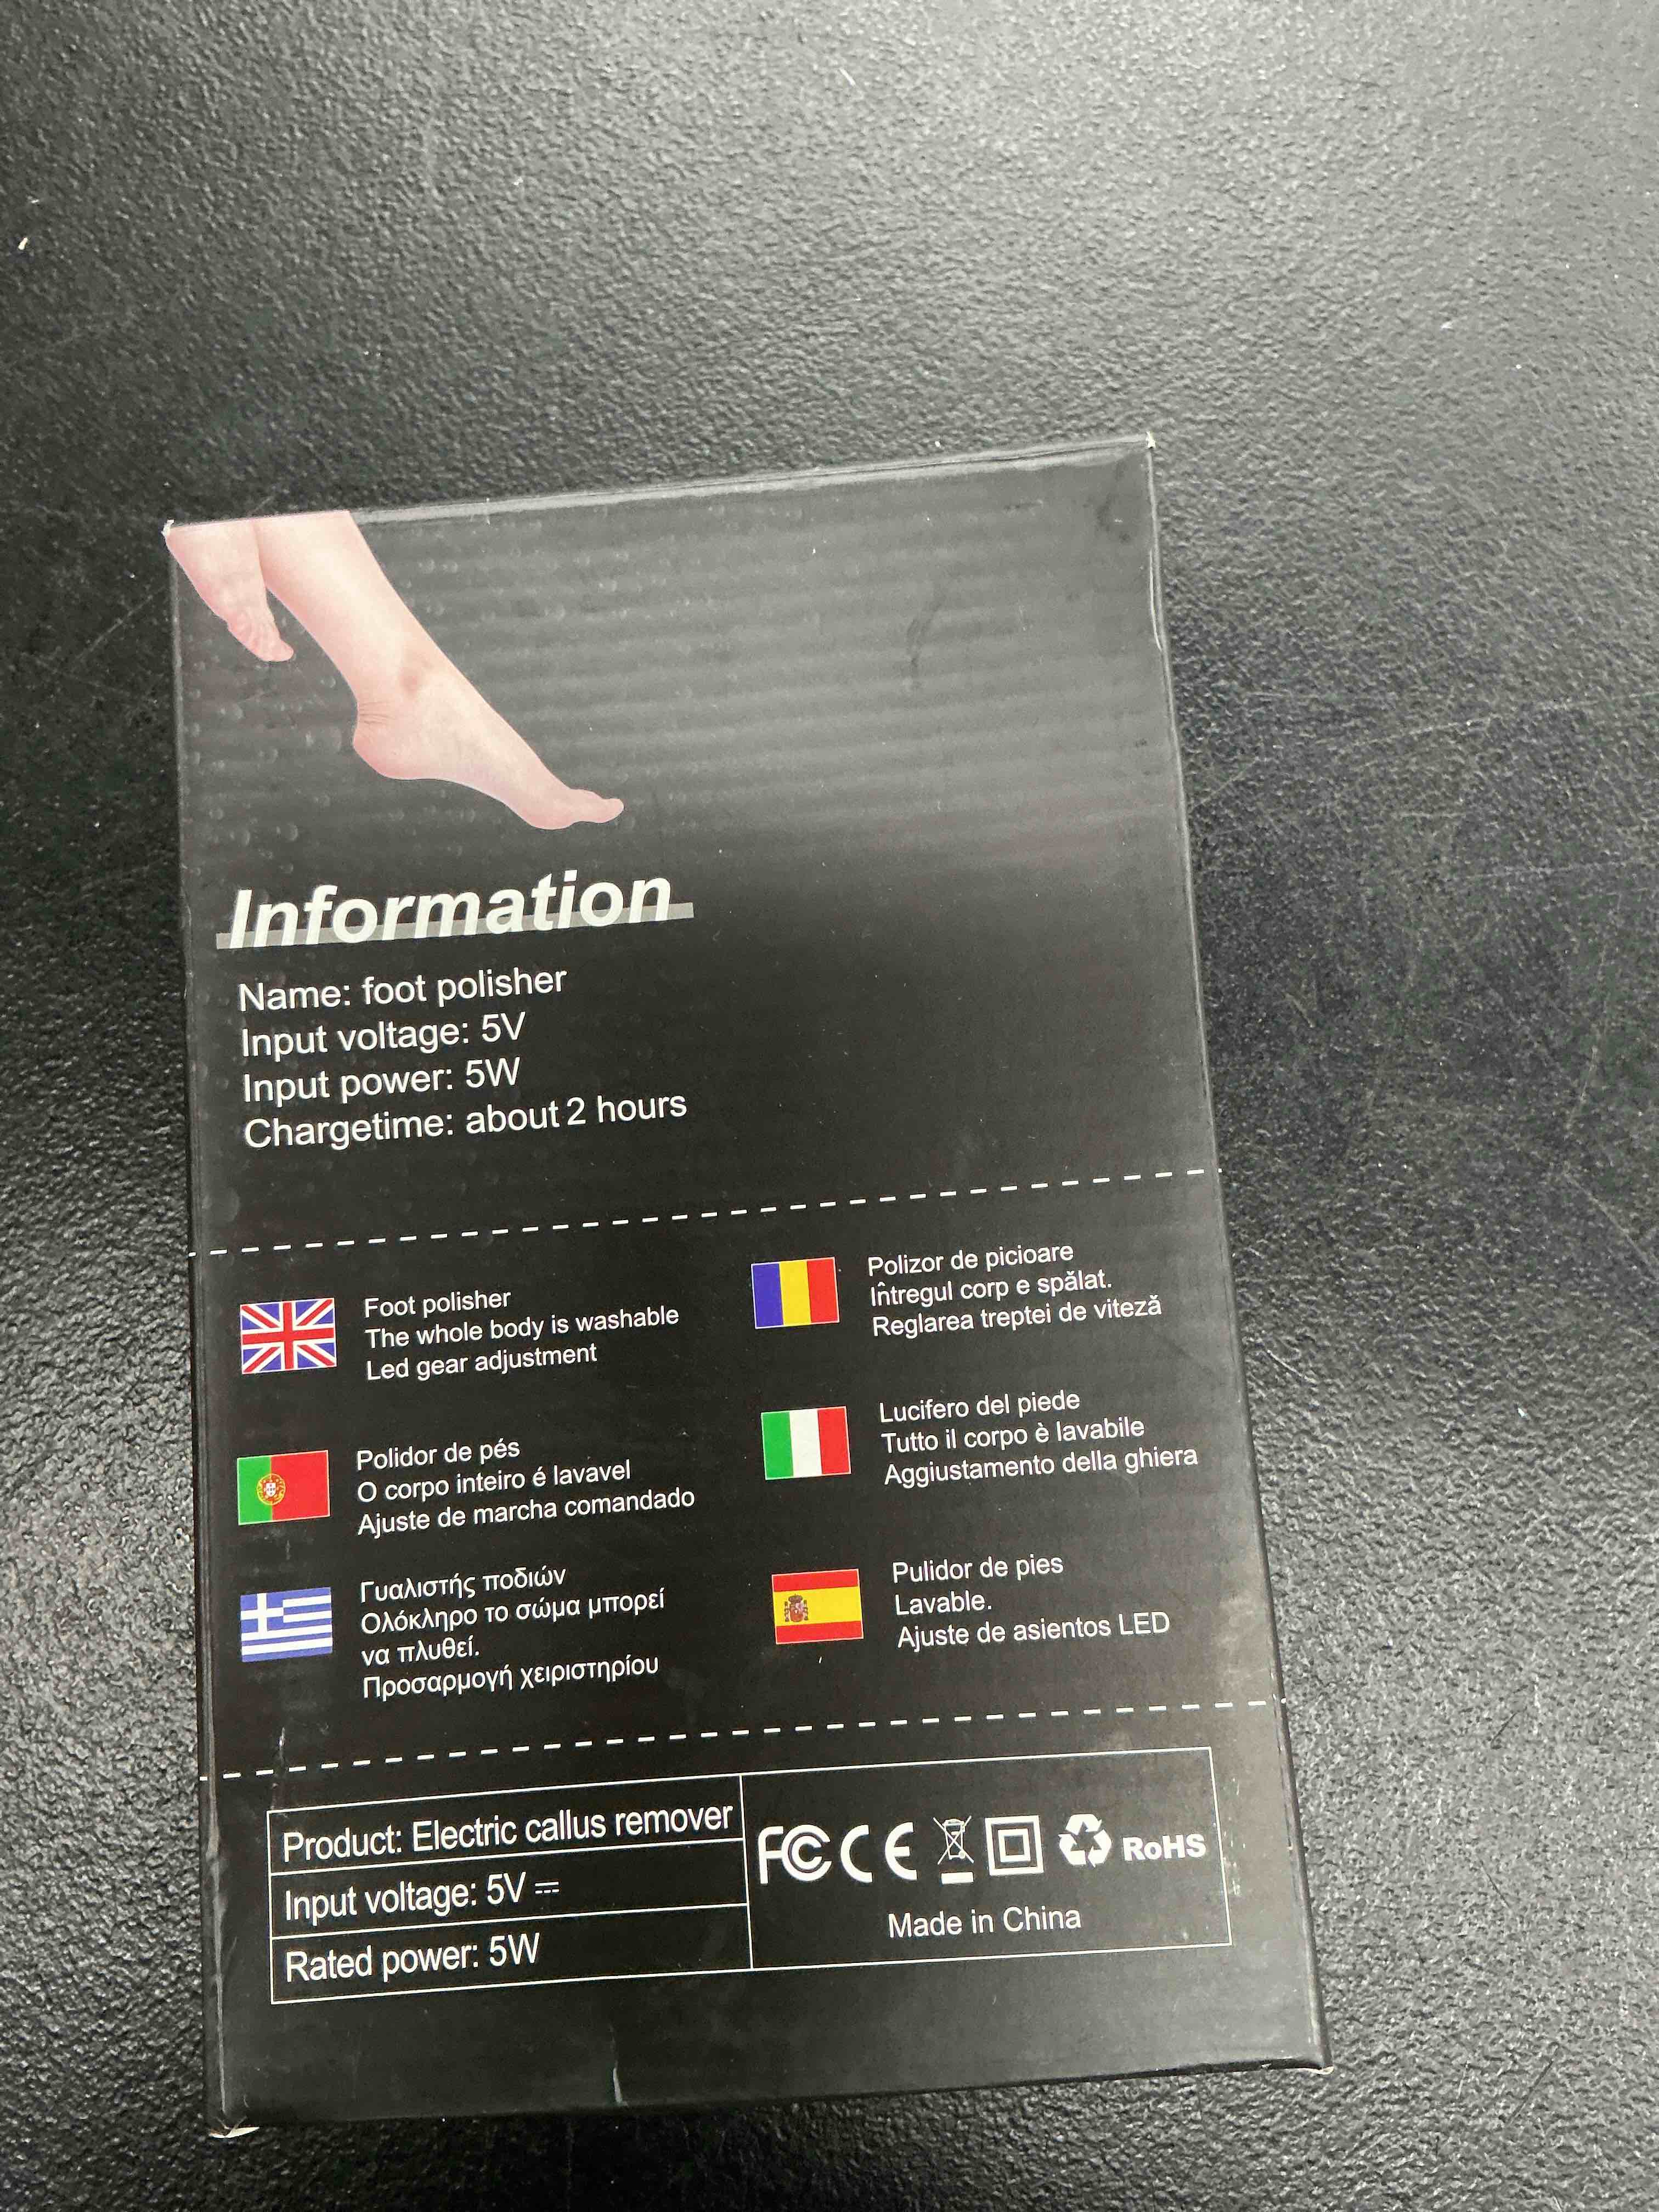 Information
Name: foot polisher
Input voltage: 5V
Input power: 5W
Chargetime: about 2 hours
Foot polisher
The whole body is washable
Led gear adjustment
Polidor de pés
O corpo inteiro é lavavel
Ajuste de marcha comandado
Γυαλιστής ποδιών
Ολόκληρο το σώμα μπορεί
να πλυθεί.
Προσαρμογή χειριστηρίου
Polizor de picioare
Întregul corp e spălat.
Reglarea treptei de viteză
Lucifero del piede
Tutto il corpo è lavabile
Aggiustamento della ghiera
Pulidor de pies
Lavable.
Ajuste de asientos LED
Product: Electric callus remover
Input voltage: 5V ⎓
Rated power: 5W
FC CE RoHS
Made in China